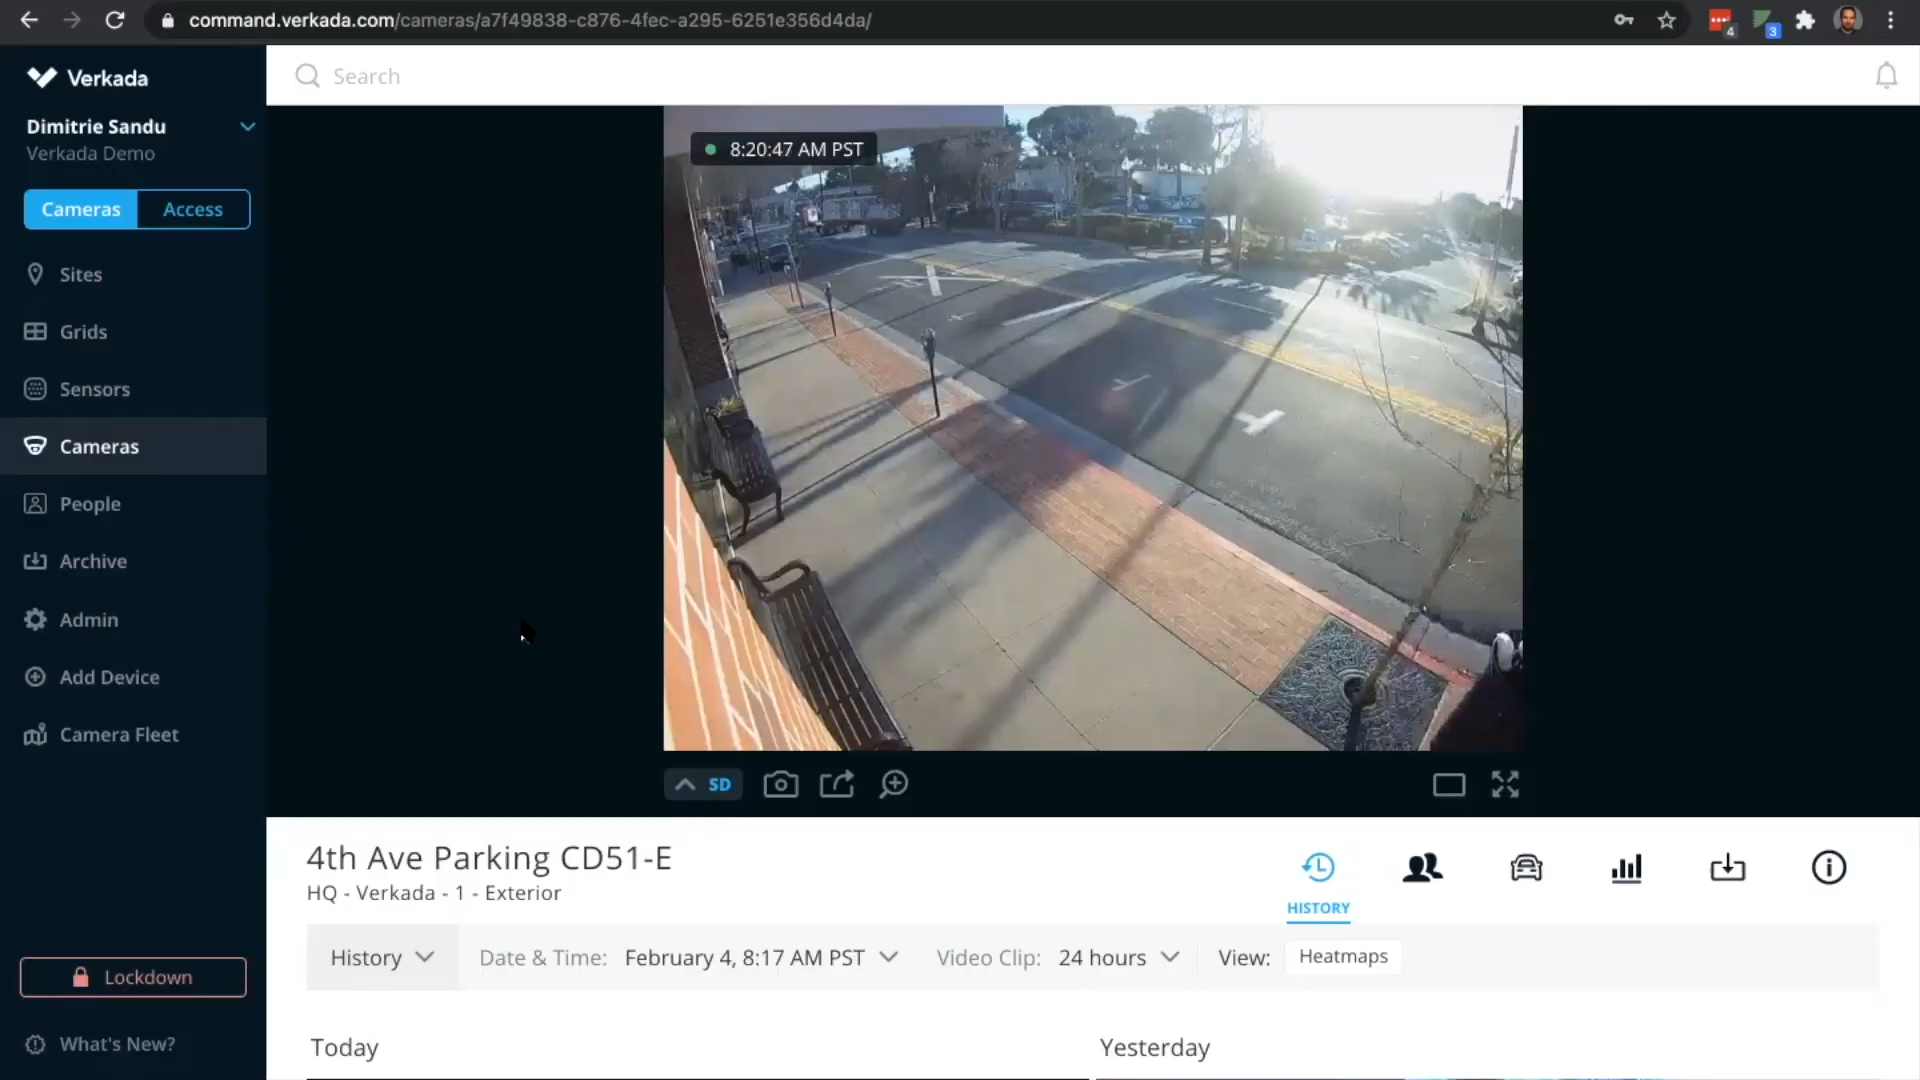 command.verkada.com/cameras/a7f49838-c876-4fec-a295-6251e356d4da/
4
3
Verkada
Search
Dimitrie Sandu
Verkada Demo
Cameras
Access
Sites
Grids
Sensors
Cameras
People
Archive
Admin
Add Device
Camera Fleet
Lockdown
What's New?
8:20:47 AM PST
SD
4th Ave Parking CD51-E
HQ - Verkada - 1 - Exterior
HISTORY
History
Date & Time: February 4, 8:17 AM PST
Video Clip: 24 hours
View: Heatmaps
Today
Yesterday